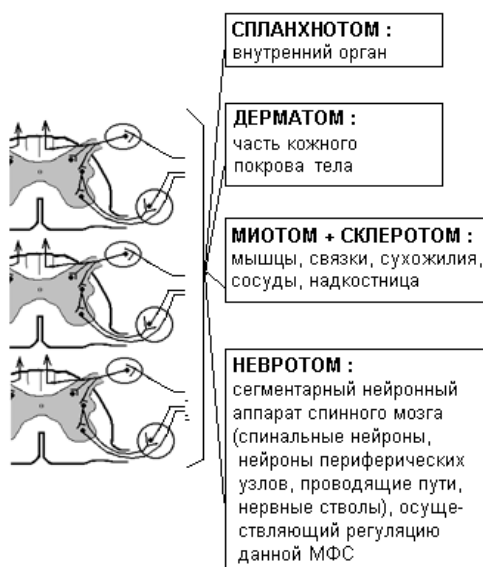 СПЛАНХНОТОМ :
внутренний орган
ДЕРМАТОМ :
часть кожного
покрова тела
МИОТОМ + СКЛЕРОТОМ :
мышцы, связки, сухожилия,
сосуды, надкостница
НЕВРОТОМ :
сегментарный нейронный
аппарат спинного мозга
(спинальные нейроны,
нейроны периферических
узлов, проводящие пути,
нервные стволы), осуще-
ствляющий регуляцию
данной МФС